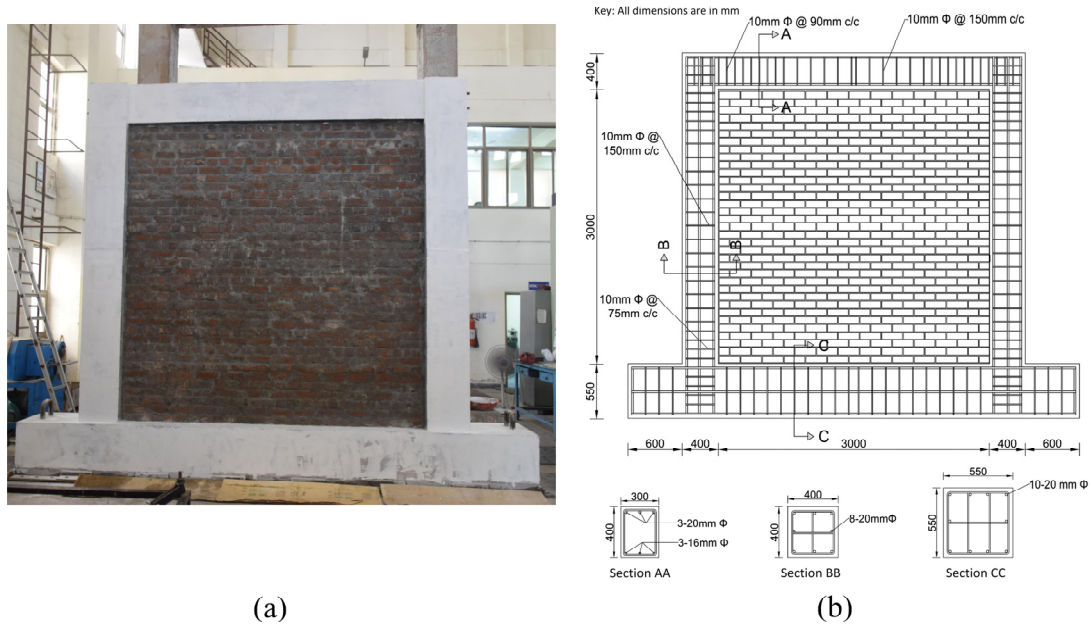 Key: All dimensions are in mm
10mm Φ @ 90mm c/c
10mm Φ @ 150mm c/c
A
400
A
10mm Φ @
150mm c/c
3000
B
B
10mm Φ @
75mm c/c
C
550
C
600
400
3000
400
600
300
400
550
400
3-20mm Φ
3-16mm Φ
400
8-20mmΦ
550
10-20 mm Φ
Section AA
Section BB
Section CC
(a)
(b)